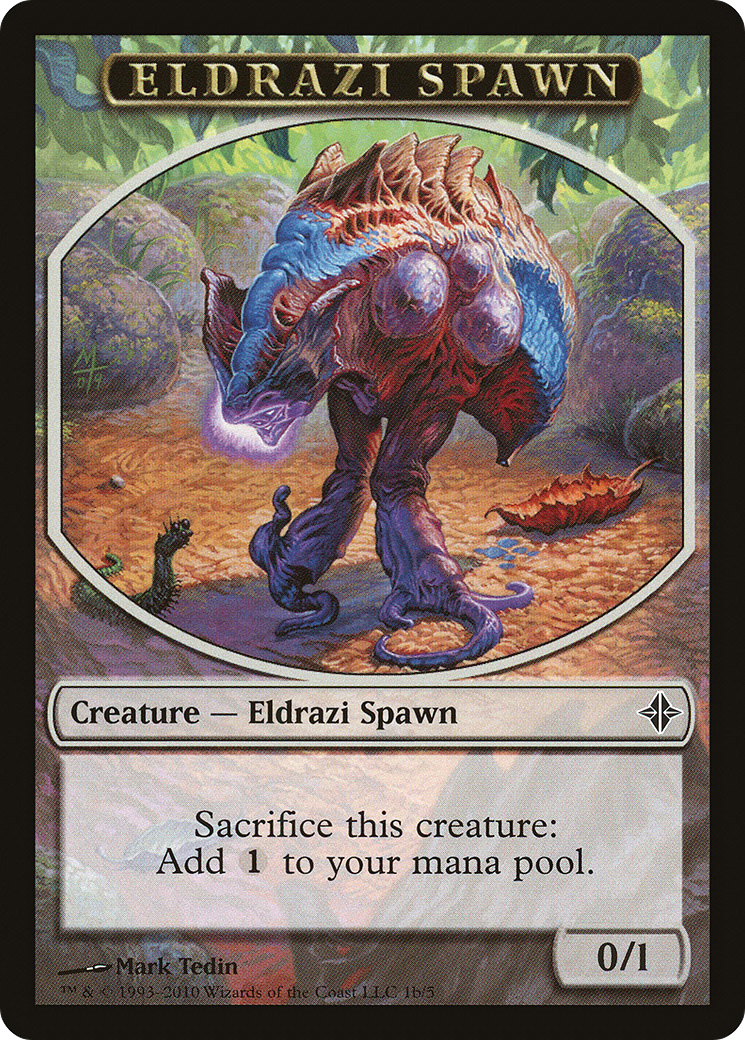 ELDRAZI SPAWN
Creature — Eldrazi Spawn
Sacrifice this creature:
Add 1 to your mana pool.
0/1
Mark Tedin
™ & © 1993–2010 Wizards of the Coast LLC 1b/5